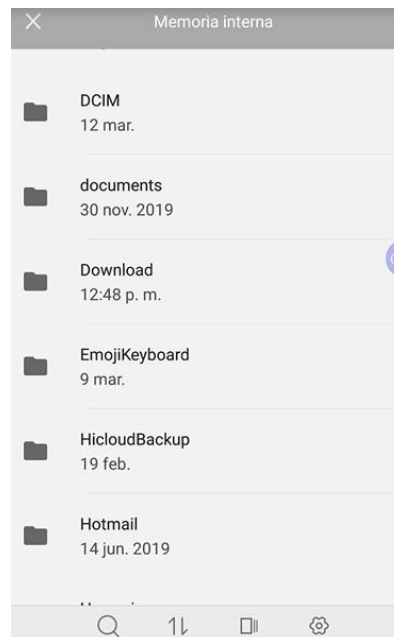 Memoria interna
DCIM
12 mar.
documents
30 nov. 2019
Download
12:48 p. m.
EmojiKeyboard
9 mar.
HicloudBackup
19 feb.
Hotmail
14 jun. 2019